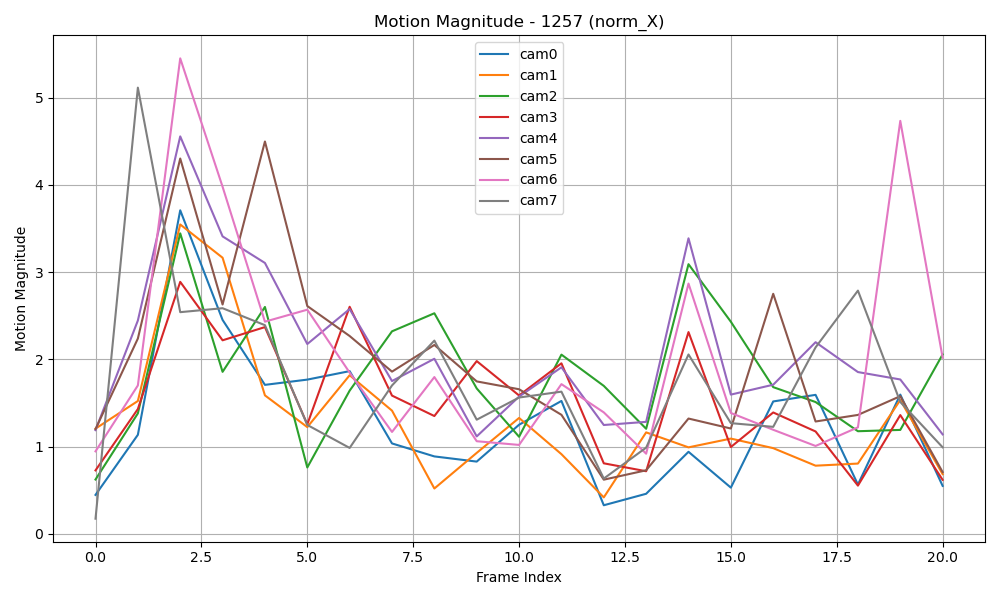 Motion Magnitude - 1257 (norm_X)
cam0
cam1
cam2
cam3
cam4
cam5
cam6
cam7
Motion Magnitude
5
4
3
2
1
0
0.0 2.5 5.0 7.5 10.0 12.5 15.0 17.5 20.0
Frame Index